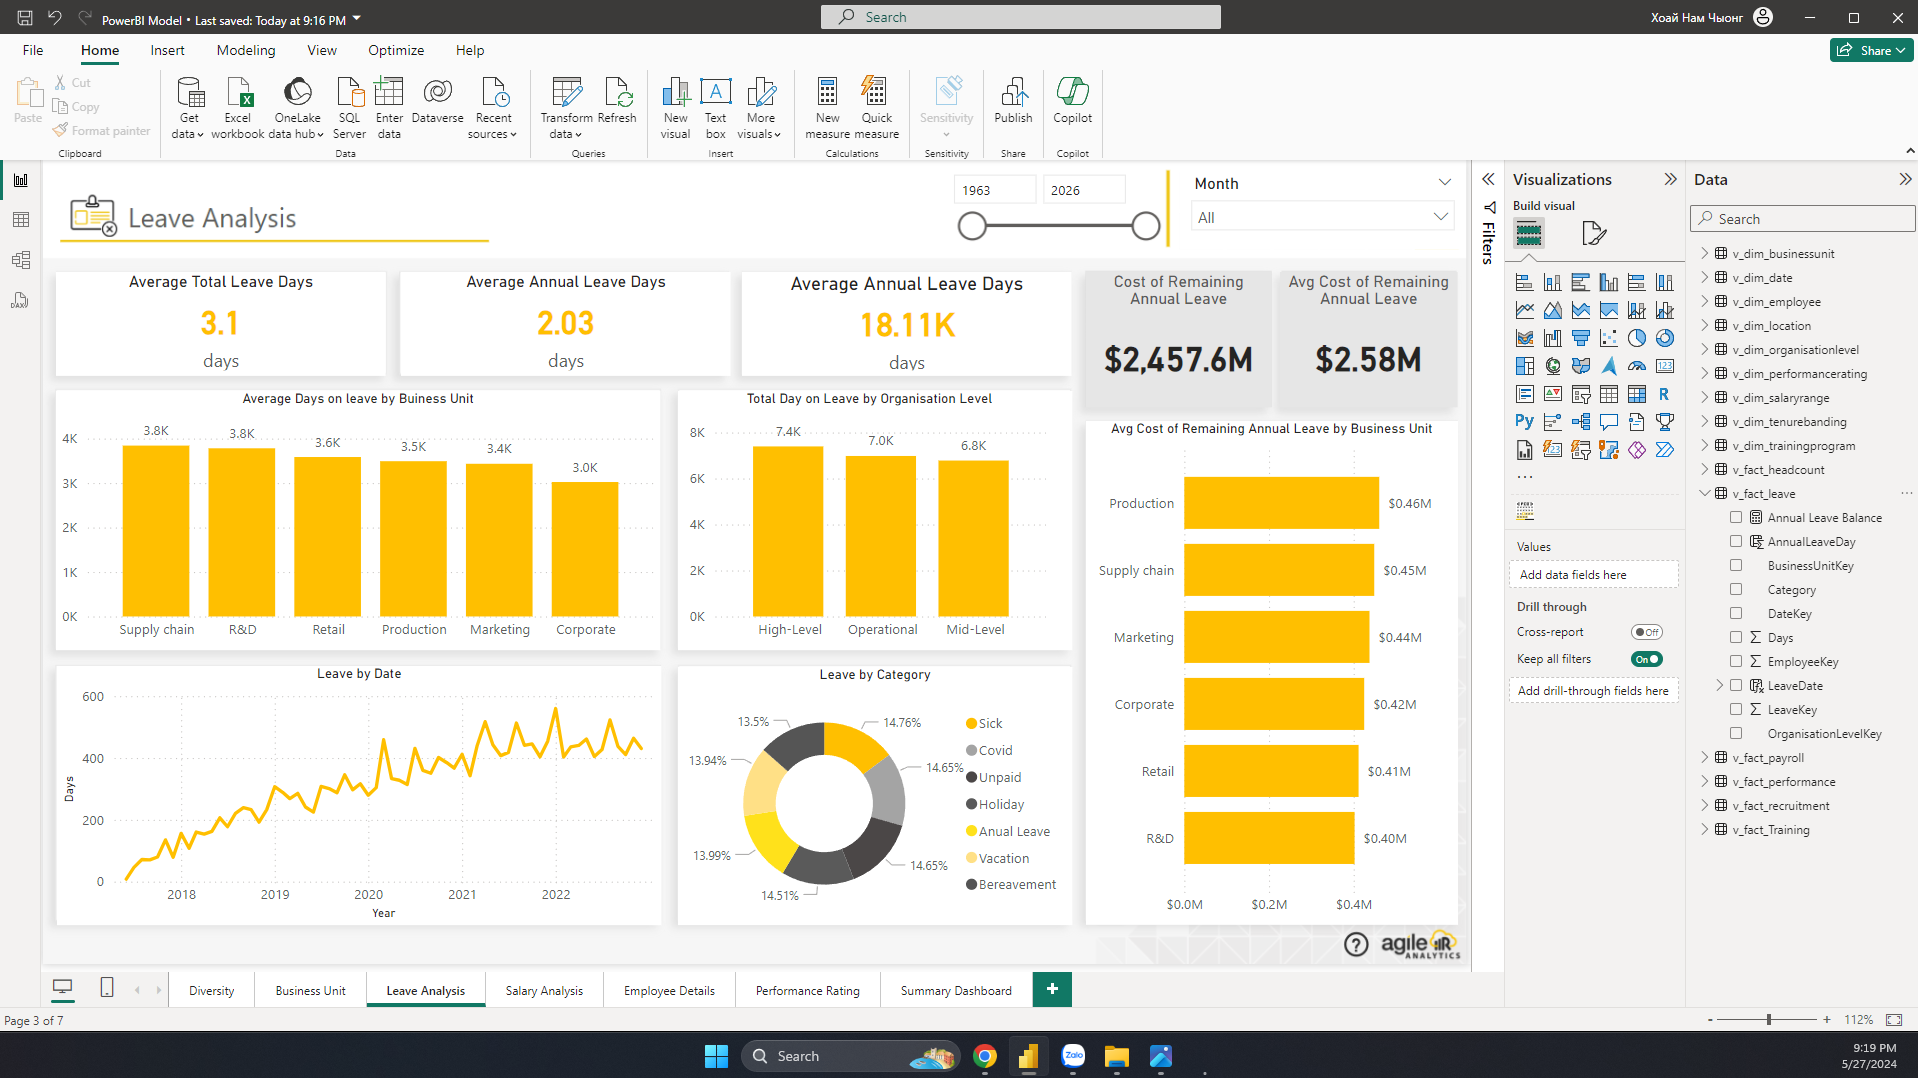 PowerBI Model • Last saved: Today at 9:16 PM
Search
Хоай Нам Чыонг
File
Home
Insert
Modeling
View
Optimize
Help
Share
Paste
Cut
Copy
Format painter
Clipboard
Get data
Excel workbook
OneLake data hub
SQL Server
Enter data
Dataverse
Recent sources
Data
Transform data
Refresh
Queries
New visual
Text box
More visuals
Insert
New measure
Quick measure
Calculations
Sensitivity
Sensitivity
Publish
Share
Copilot
Copilot
Leave Analysis
1963
2026
Month
All
Average Total Leave Days
3.1
days
Average Annual Leave Days
2.03
days
Average Annual Leave Days
18.11K
days
Cost of Remaining
Annual Leave
$2,457.6M
Avg Cost of Remaining
Annual Leave
$2.58M
Average Days on leave by Buiness Unit
4K
3K
2K
1K
0K
3.8K
3.8K
3.6K
3.5K
3.4K
3.0K
Supply chain
R&D
Retail
Production
Marketing
Corporate
Total Day on Leave by Organisation Level
8K
6K
4K
2K
0K
7.4K
7.0K
6.8K
High-Level
Operational
Mid-Level
Avg Cost of Remaining Annual Leave by Business Unit
Production $0.46M
Supply chain $0.45M
Marketing $0.44M
Corporate $0.42M
Retail $0.41M
R&D $0.40M
$0.0M
$0.2M
$0.4M
Leave by Date
600
400
200
0
Days
2018
2019
2020
2021
2022
Year
Leave by Category
13.5%
14.76%
13.94%
14.65%
13.99%
14.65%
14.51%
Sick
Covid
Unpaid
Holiday
Anual Leave
Vacation
Bereavement
?
agile HR
ANALYTICS
Filters
Visualizations
Build visual
123
R
Py
123
Values
Add data fields here
Drill through
Cross-report
Off
Keep all filters
On
Add drill-through fields here
Data
Search
v_dim_businessunit
v_dim_date
v_dim_employee
v_dim_location
v_dim_organisationlevel
v_dim_performancerating
v_dim_salaryrange
v_dim_tenurebanding
v_dim_trainingprogram
v_fact_headcount
v_fact_leave
Annual Leave Balance
AnnualLeaveDay
BusinessUnitKey
Category
DateKey
Days
EmployeeKey
LeaveDate
LeaveKey
OrganisationLevelKey
v_fact_payroll
v_fact_performance
v_fact_recruitment
v_fact_Training
Diversity
Business Unit
Leave Analysis
Salary Analysis
Employee Details
Performance Rating
Summary Dashboard
+
Page 3 of 7
- + 112%
Search
Zalo
9:19 PM
5/27/2024